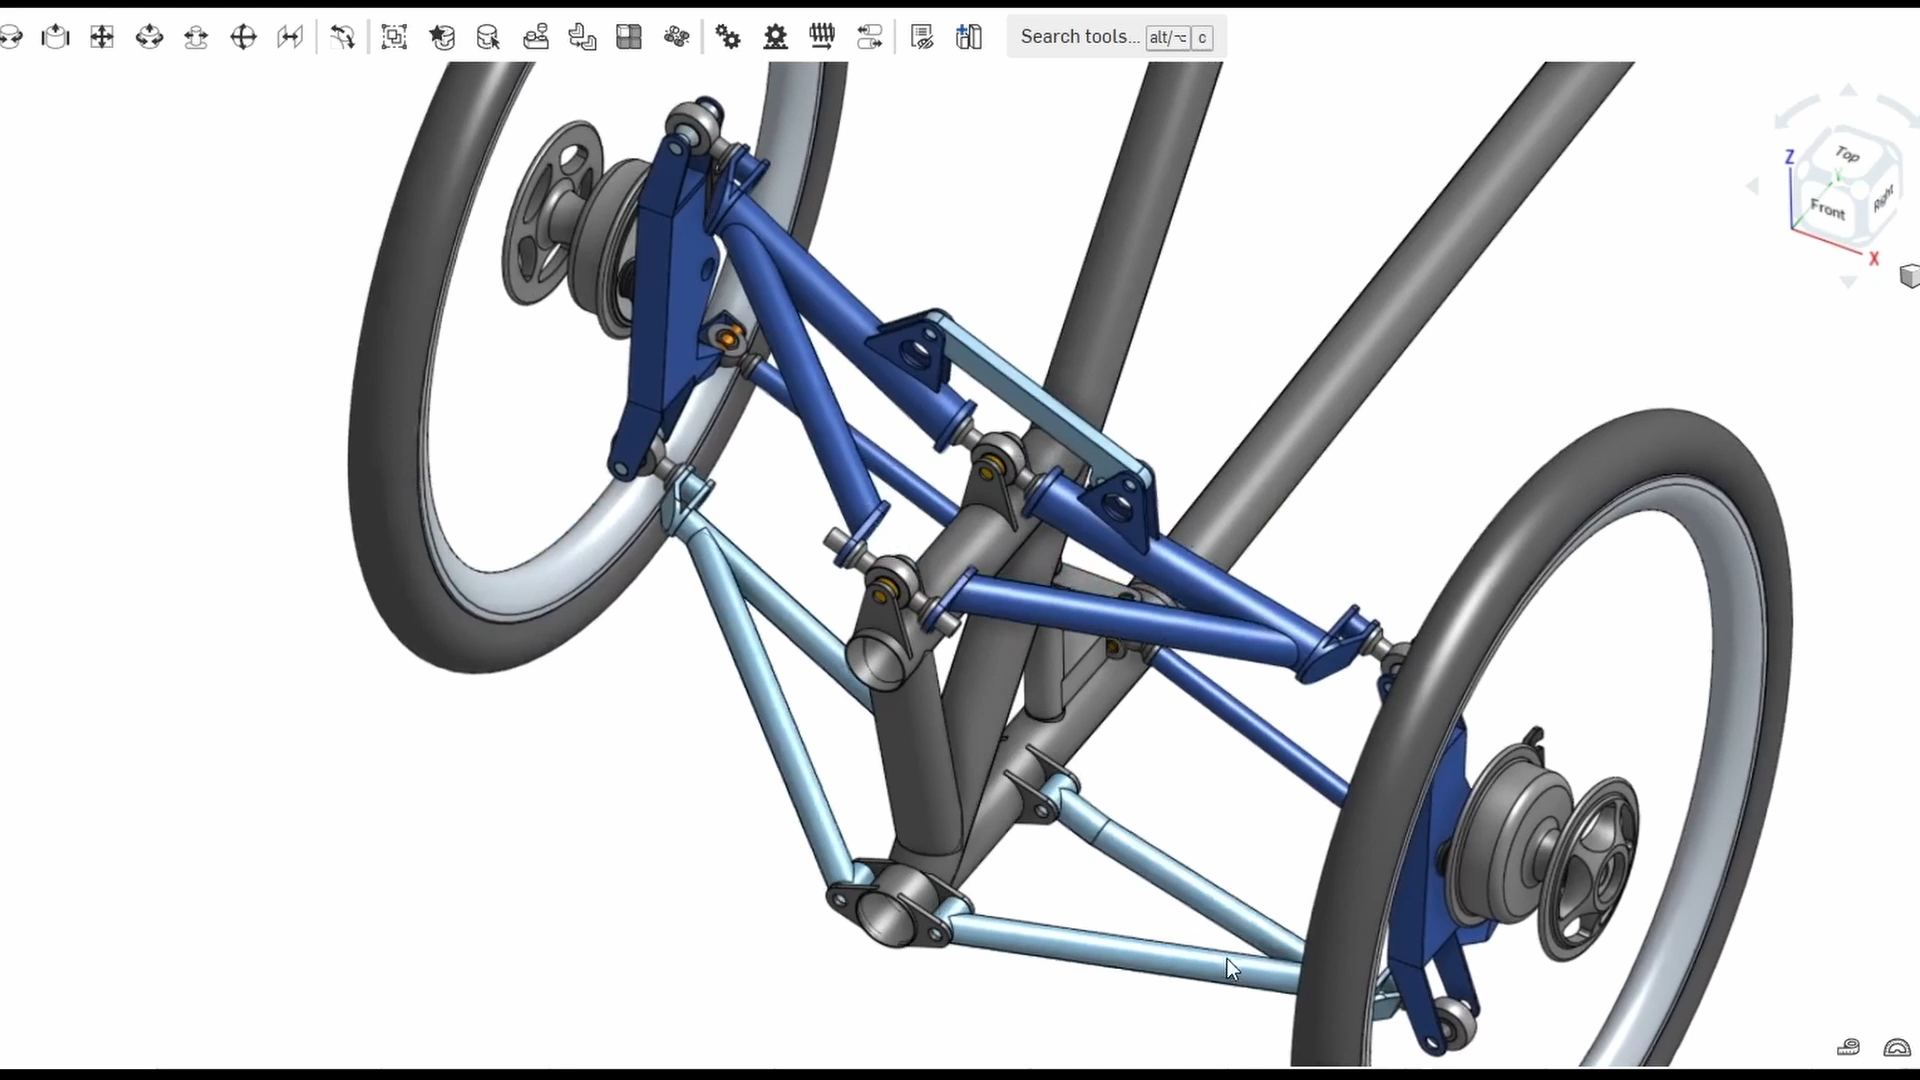 Search tools... alt/⌥ c
Top
Z
Y
Front
Right
X